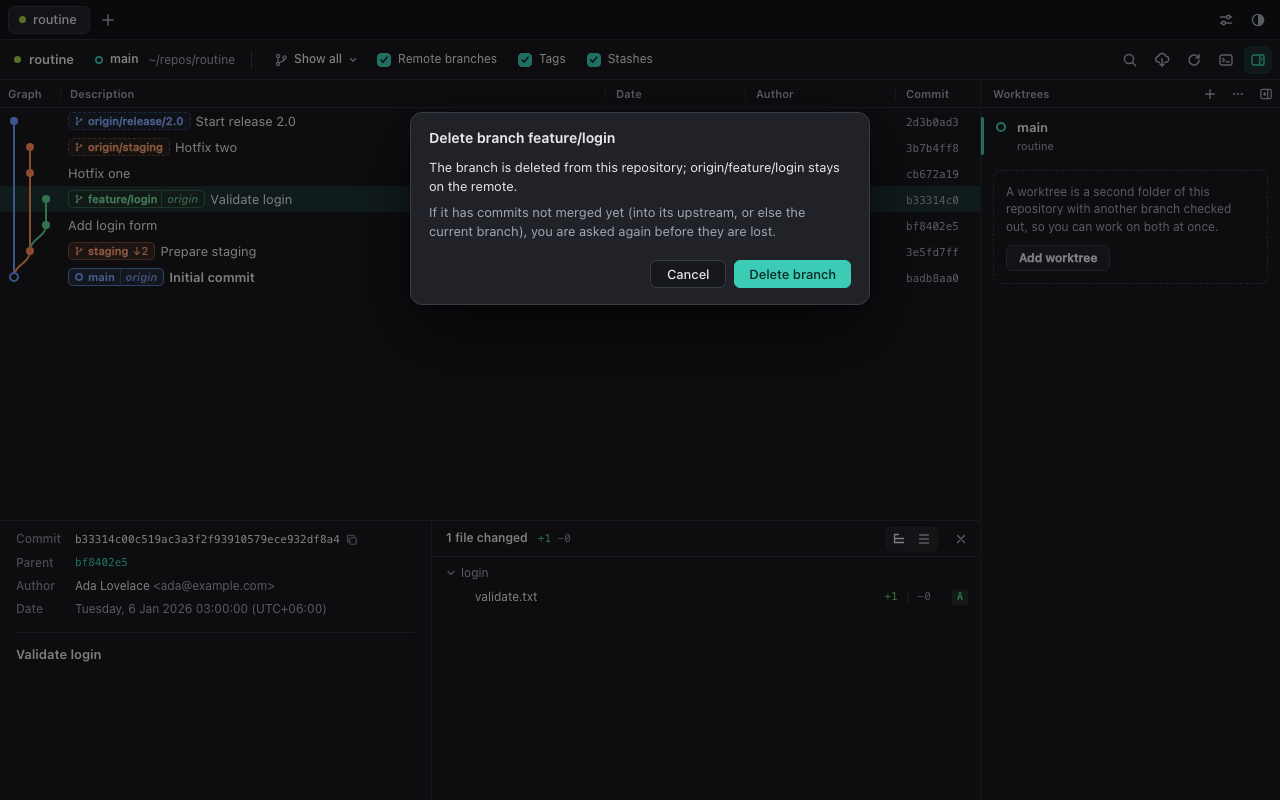 routine
routine
main
~/repos/routine
Show all
Remote branches
Tags
Stashes
Graph
Description
Date
Author
Commit
Worktrees
origin/release/2.0 Start release 2.0
2d3b0ad3
origin/staging Hotfix two
3b7b4ff8
Hotfix one
cb672a19
feature/login origin Validate login
b33314c0
Add login form
bf8402e5
staging ↓2 Prepare staging
3e5fd7ff
main origin Initial commit
badb8aa0
Delete branch feature/login
The branch is deleted from this repository; origin/feature/login stays
on the remote.
If it has commits not merged yet (into its upstream, or else the
current branch), you are asked again before they are lost.
Cancel
Delete branch
main
routine
A worktree is a second folder of this
repository with another branch checked
out, so you can work on both at once.
Add worktree
Commit b33314c00c519ac3a3f2f93910579ece932df8a4
Parent bf8402e5
Author Ada Lovelace <ada@example.com>
Date Tuesday, 6 Jan 2026 03:00:00 (UTC+06:00)
Validate login
1 file changed +1 −0
login
validate.txt
+1 | −0 A